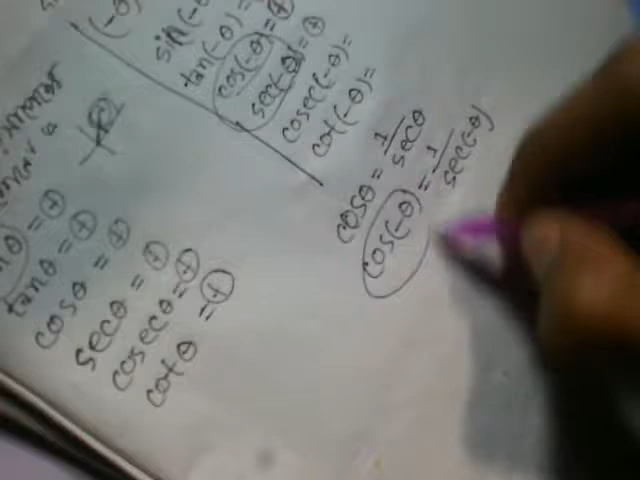 (-θ)
sin(-θ
tan(-θ)=
cos(-θ)=+
sec(-θ)=+
cosec(-θ)=
cot(-θ)=
cosθ = 1/secθ
cos(-θ) = 1/sec(-θ)
θ =+
tanθ =+
cosθ =+
secθ =+
cosecθ=+
cotθ =+